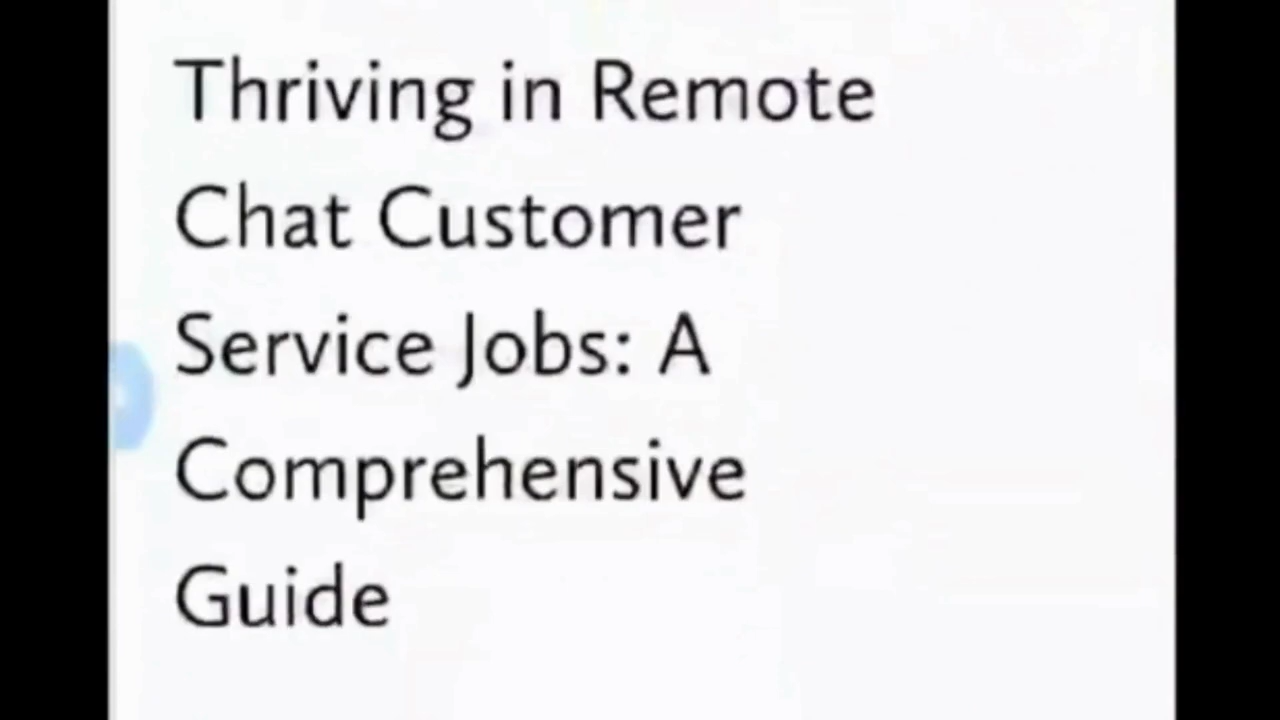 Thriving in Remote
Chat Customer
Service Jobs: A
Comprehensive
Guide